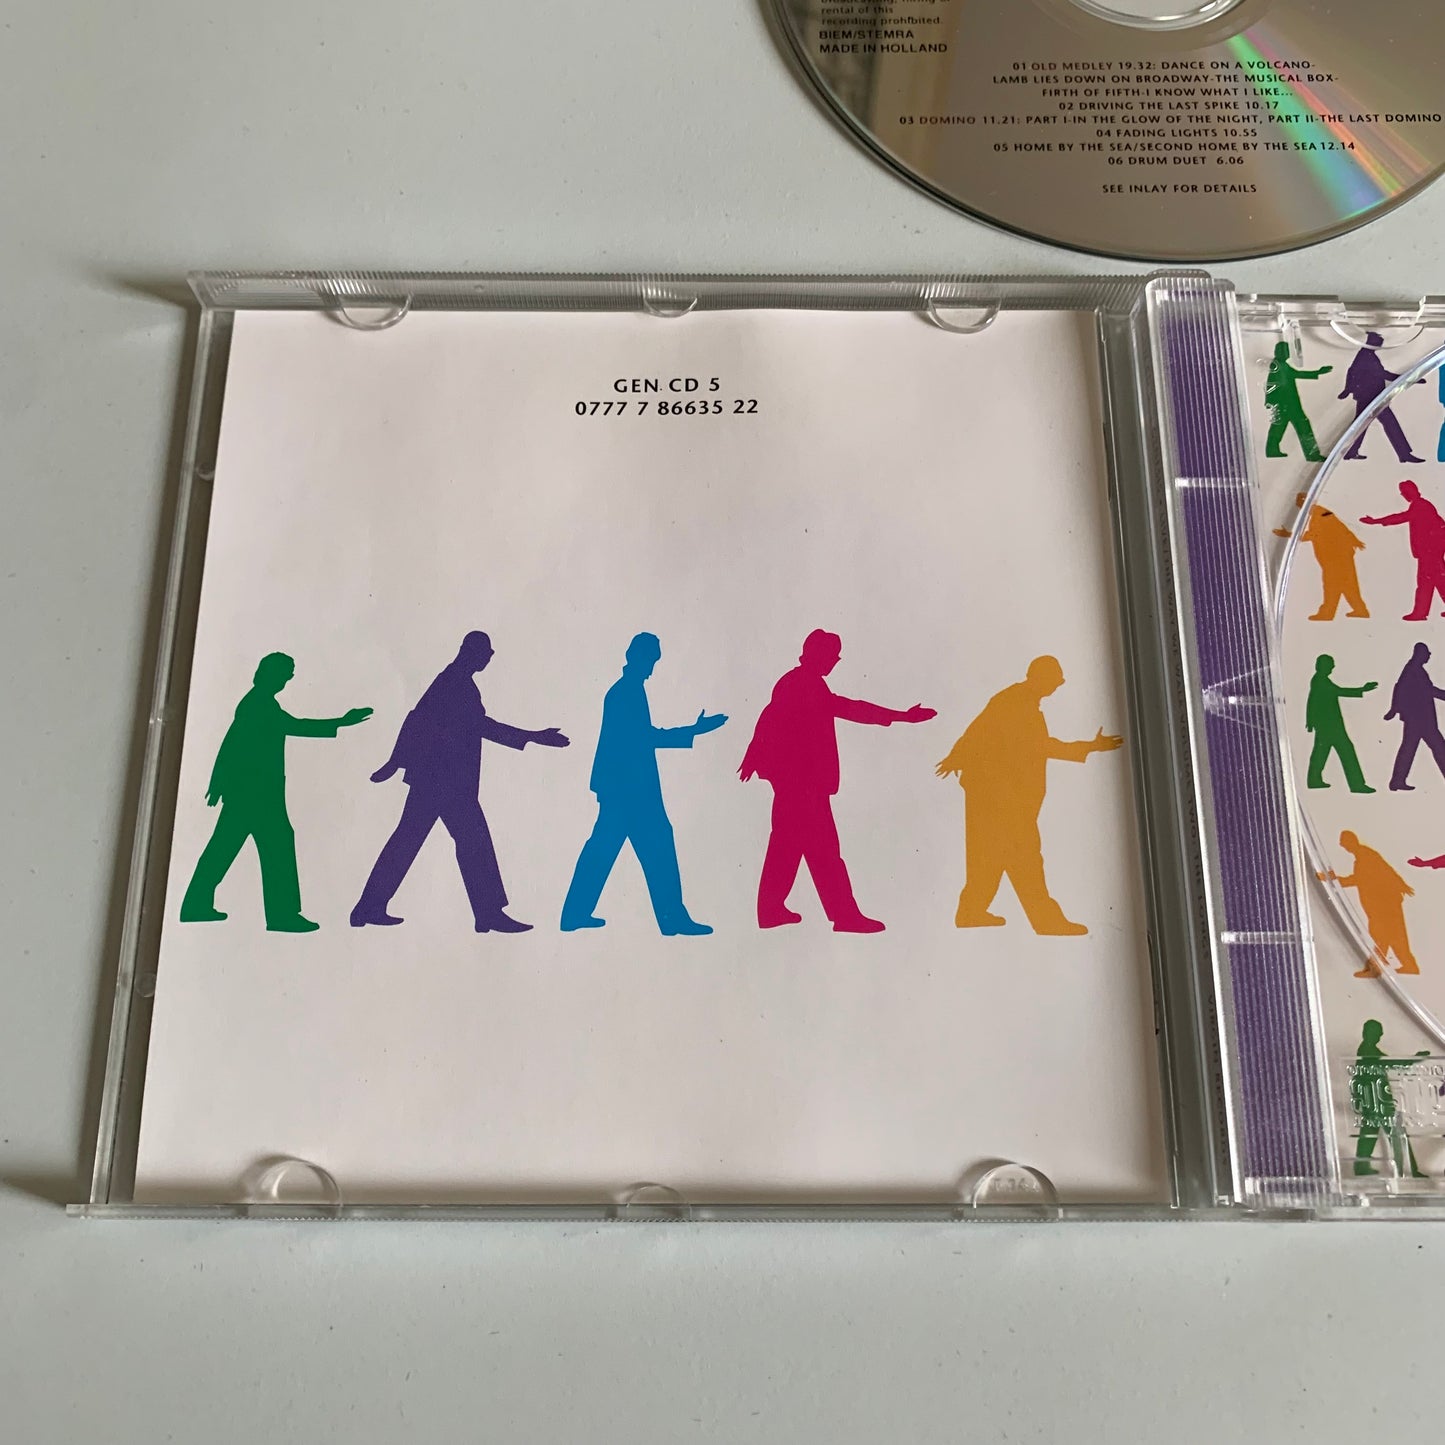 rental of this
recording prohibited.
BIEM/STEMRA
MADE IN HOLLAND
01 OLD MEDLEY 19.32: DANCE ON A VOLCANO-
LAMB LIES DOWN ON BROADWAY-THE MUSICAL BOX-
FIRTH OF FIFTH-I KNOW WHAT I LIKE...
02 DRIVING THE LAST SPIKE 10.17
03 DOMINO 11.21: PART I-IN THE GLOW OF THE NIGHT, PART II-THE LAST DOMINO
04 FADING LIGHTS 10.55
05 HOME BY THE SEA/SECOND HOME BY THE SEA 12.14
06 DRUM DUET 6.06
SEE INLAY FOR DETAILS
GEN. CD 5
0777 7 86635 22